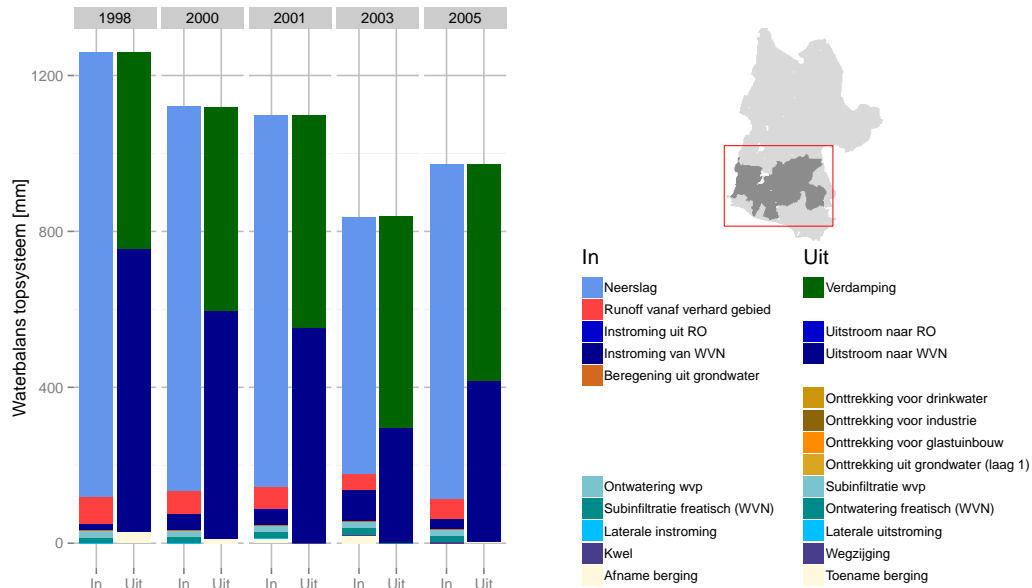 1998 2000 2001 2003 2005
Waterbalans topsysteem [mm]
1200
800
400
0
In Uit In Uit In Uit In Uit In Uit
In
Neerslag
Runoff vanaf verhard gebied
Instroming uit RO
Instroming van WVN
Beregening uit grondwater
Ontwatering wvp
Subinfiltratie freatisch (WVN)
Laterale instroming
Kwel
Afname berging
Uit
Verdamping
Uitstroom naar RO
Uitstroom naar WVN
Onttrekking voor drinkwater
Onttrekking voor industrie
Onttrekking voor glastuinbouw
Onttrekking uit grondwater (laag 1)
Subinfiltratie wvp
Ontwatering freatisch (WVN)
Laterale uitstroming
Wegzijging
Toename berging